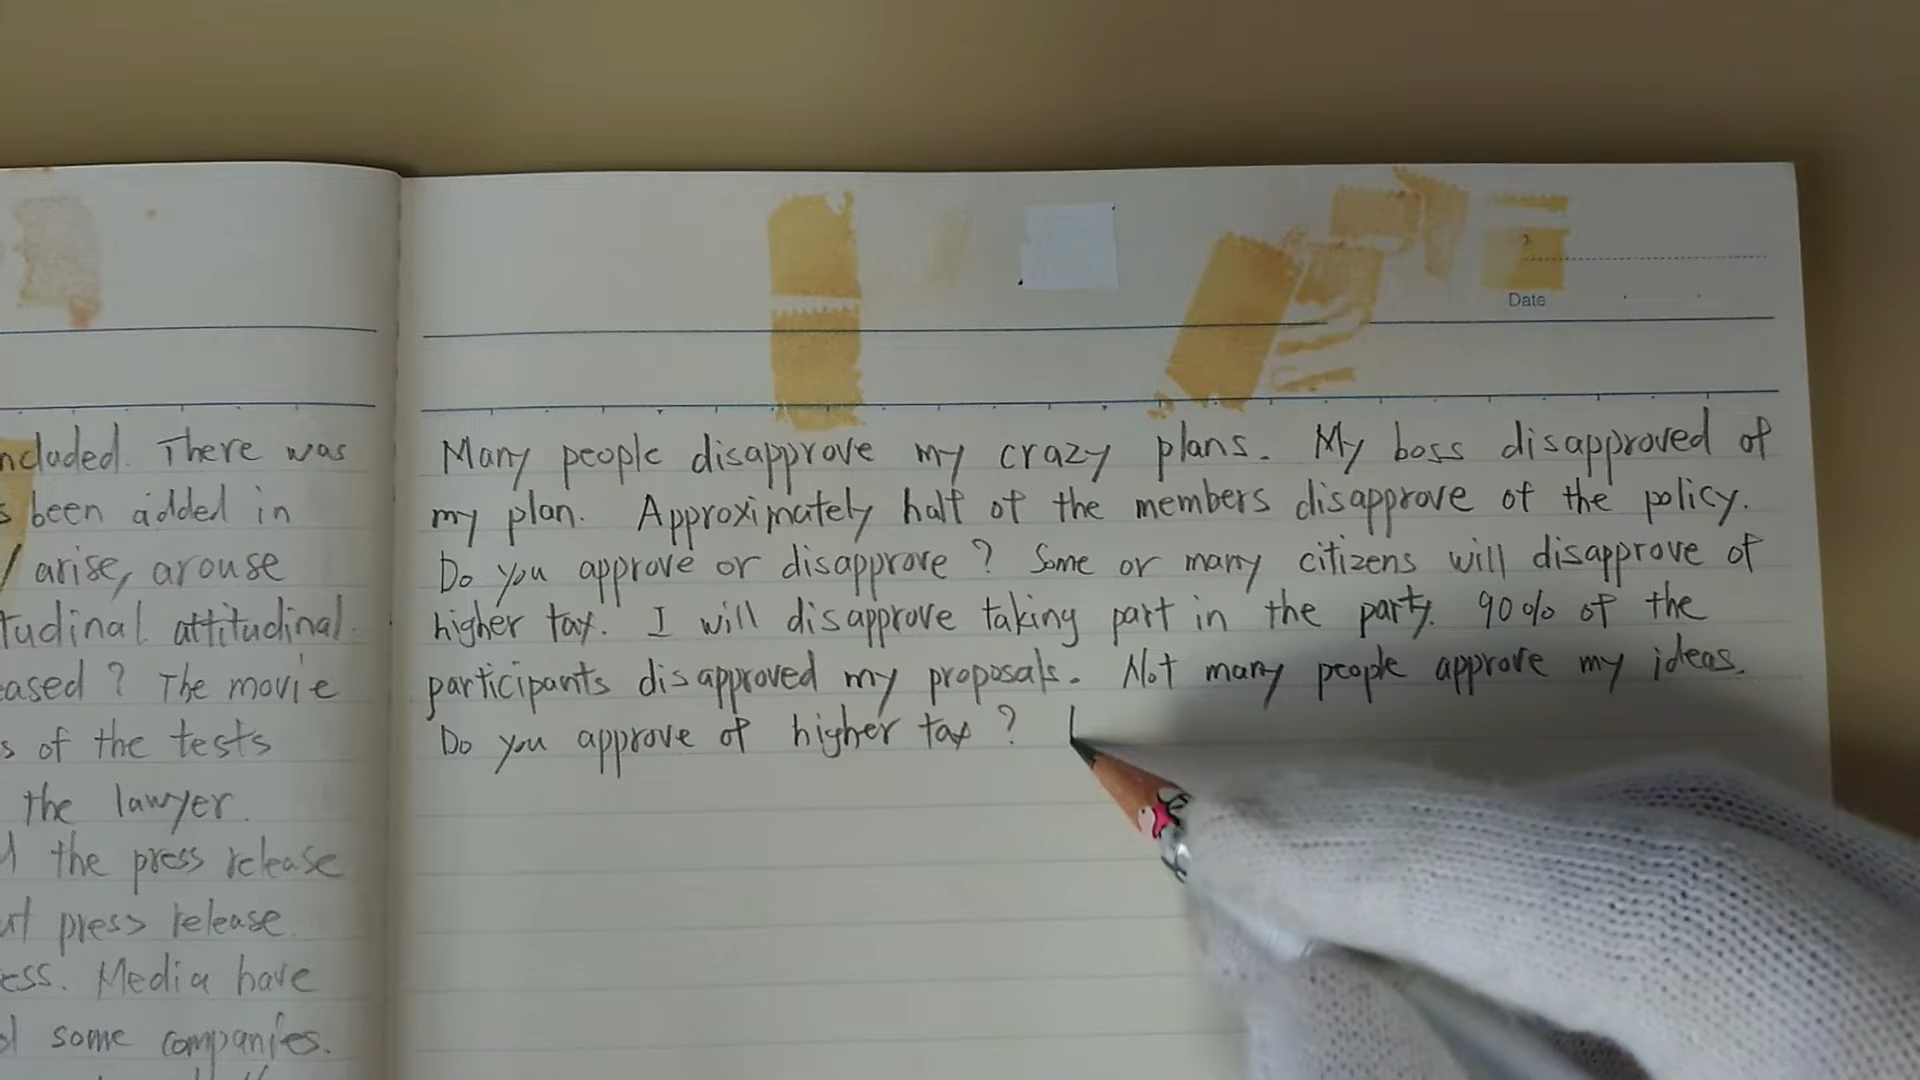 ncluded. There was
been added in
arise, arouse
attitudinal
eased? The movie
s of the tests
the lawyer.
the press release
press release
ess. Media have
some companies.
Date
Many people disapprove my crazy plans. My boss disapproved of
my plan. Approximately half of the members disapprove of the policy.
Do you approve or disapprove? Some or many citizens will disapprove of
higher tax. I will disapprove taking part in the party. 90% of the
participants disapproved my proposals. Not many people approve my ideas.
Do you approve of higher tax?